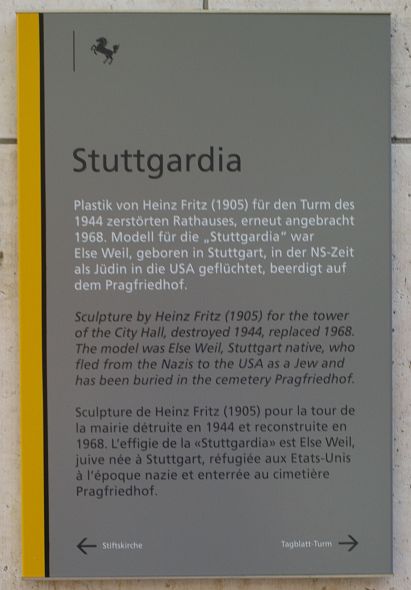 Stuttgardia
Plastik von Heinz Fritz (1905) für den Turm des
1944 zerstörten Rathauses, erneut angebracht
1968. Modell für die „Stuttgardia“ war
Else Weil, geboren in Stuttgart, in der NS-Zeit
als Jüdin in die USA geflüchtet, beerdigt auf
dem Pragfriedhof.
Sculpture by Heinz Fritz (1905) for the tower
of the City Hall, destroyed 1944, replaced 1968.
The model was Else Weil, Stuttgart native, who
fled from the Nazis to the USA as a Jew and
has been buried in the cemetery Pragfriedhof.
Sculpture de Heinz Fritz (1905) pour la tour de
la mairie détruite en 1944 et reconstruite en
1968. L'effigie de la «Stuttgardia» est Else Weil,
juive née à Stuttgart, réfugiée aux Etats-Unis
à l'époque nazie et enterrée au cimetière
Pragfriedhof.
← Stiftskirche Tagblatt-Turm →